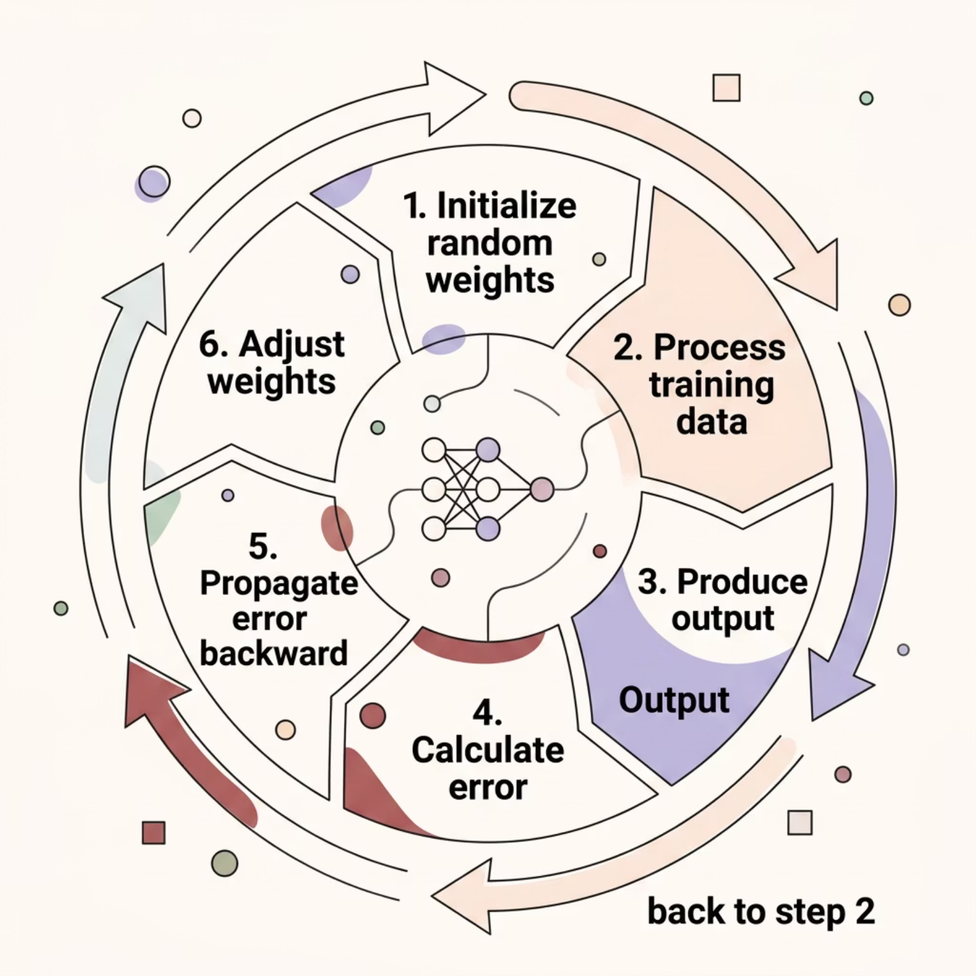 1. Initialize
random
weights
2. Process
training
data
3. Produce
output
Output
4.
Calculate
error
5.
Propagate
error
backward
6. Adjust
weights
back to step 2